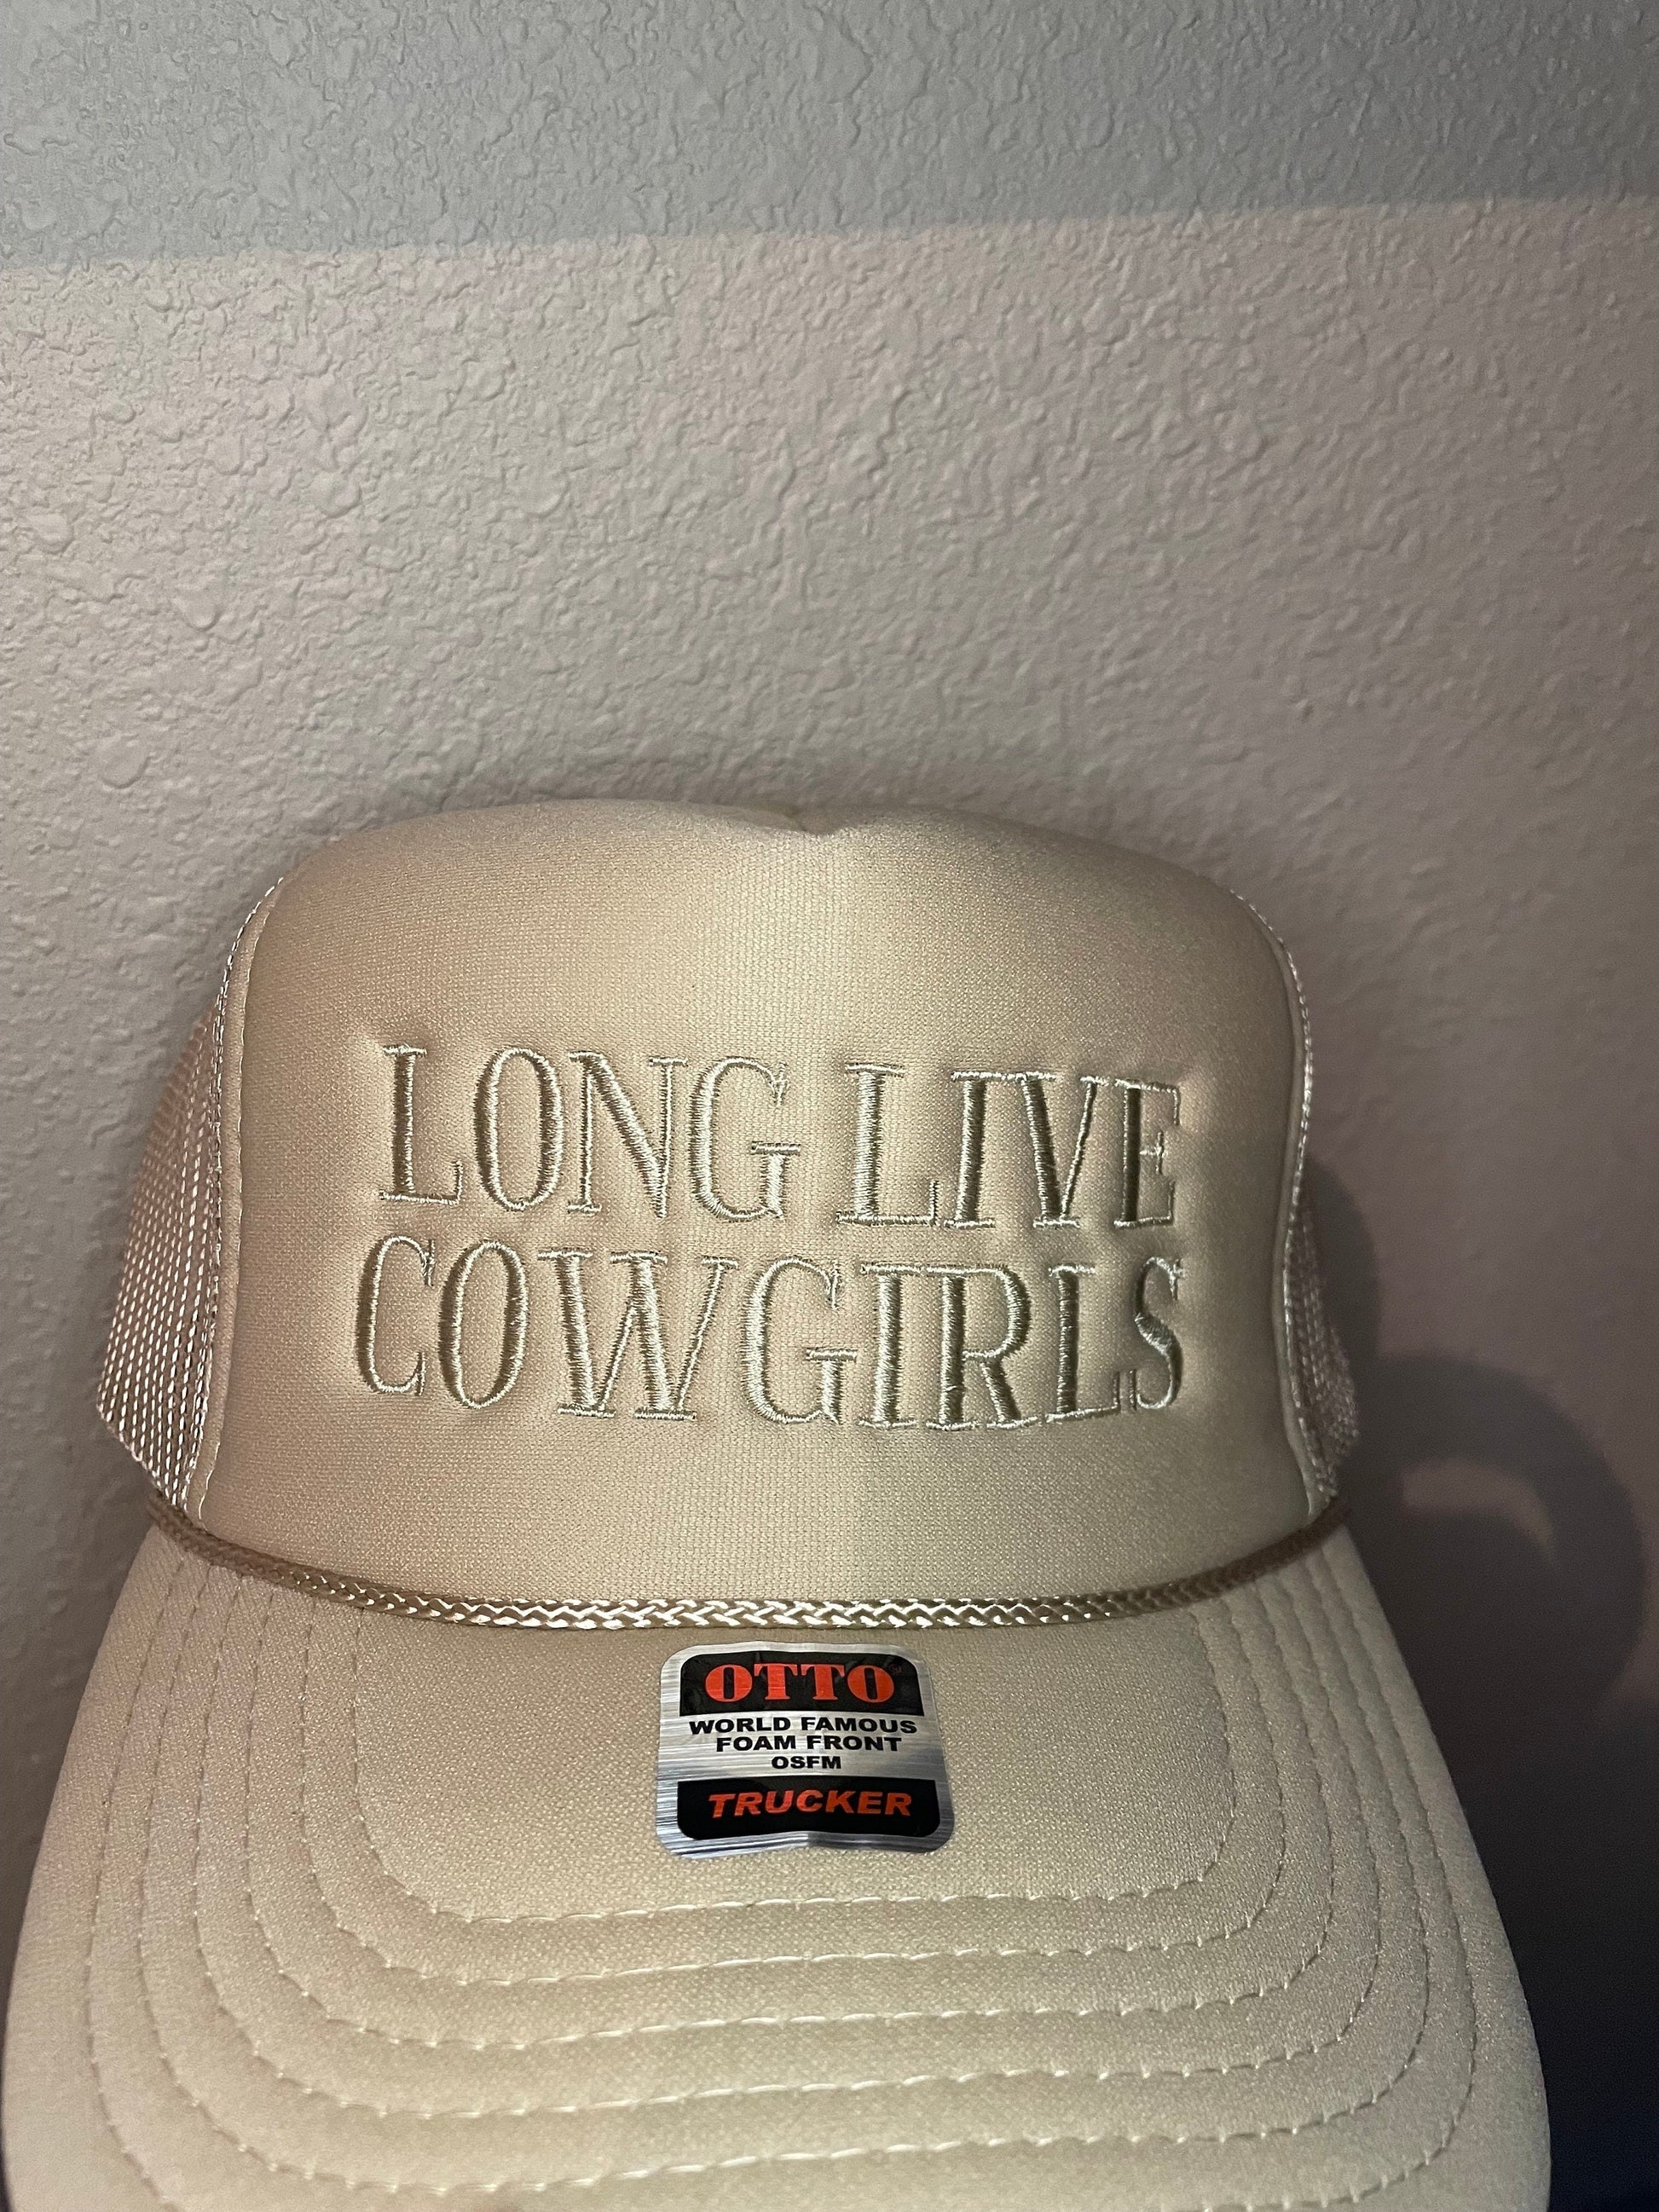 LONG LIVE
COWGIRLS
OTTO
WORLD FAMOUS
FOAM FRONT
OSFM
TRUCKER